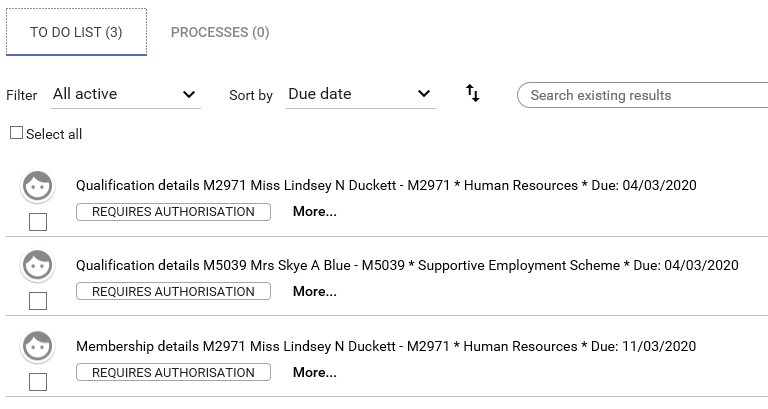 TO DO LIST (3) PROCESSES (0)
Filter All active Sort by Due date Search existing results
Select all
Qualification details M2971 Miss Lindsey N Duckett - M2971 * Human Resources * Due: 04/03/2020
REQUIRES AUTHORISATION More...
Qualification details M5039 Mrs Skye A Blue - M5039 * Supportive Employment Scheme * Due: 04/03/2020
REQUIRES AUTHORISATION More...
Membership details M2971 Miss Lindsey N Duckett - M2971 * Human Resources * Due: 11/03/2020
REQUIRES AUTHORISATION More...